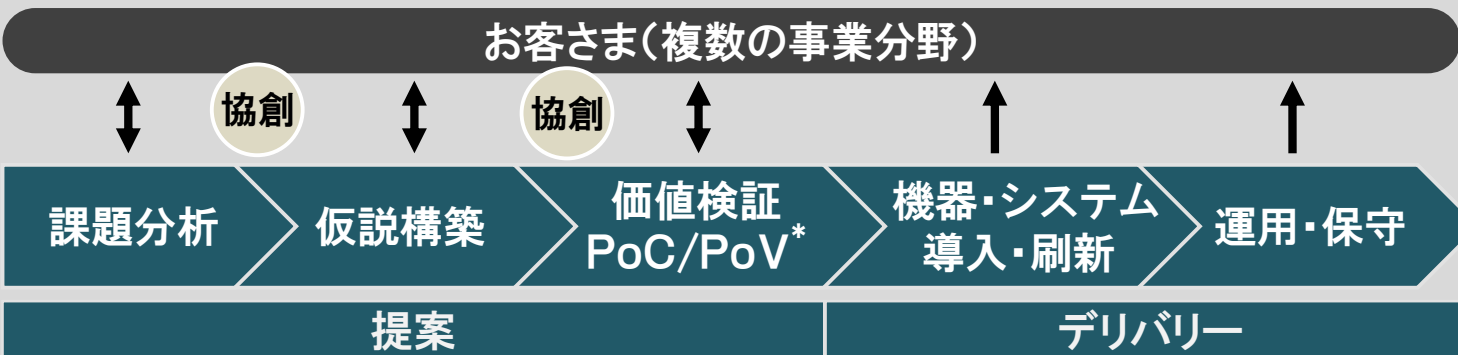 お客さま(複数の事業分野)
協創
協創
課題分析
仮説構築
価値検証
PoC/PoV*
機器・システム
導入・刷新
運用・保守
提案
デリバリー